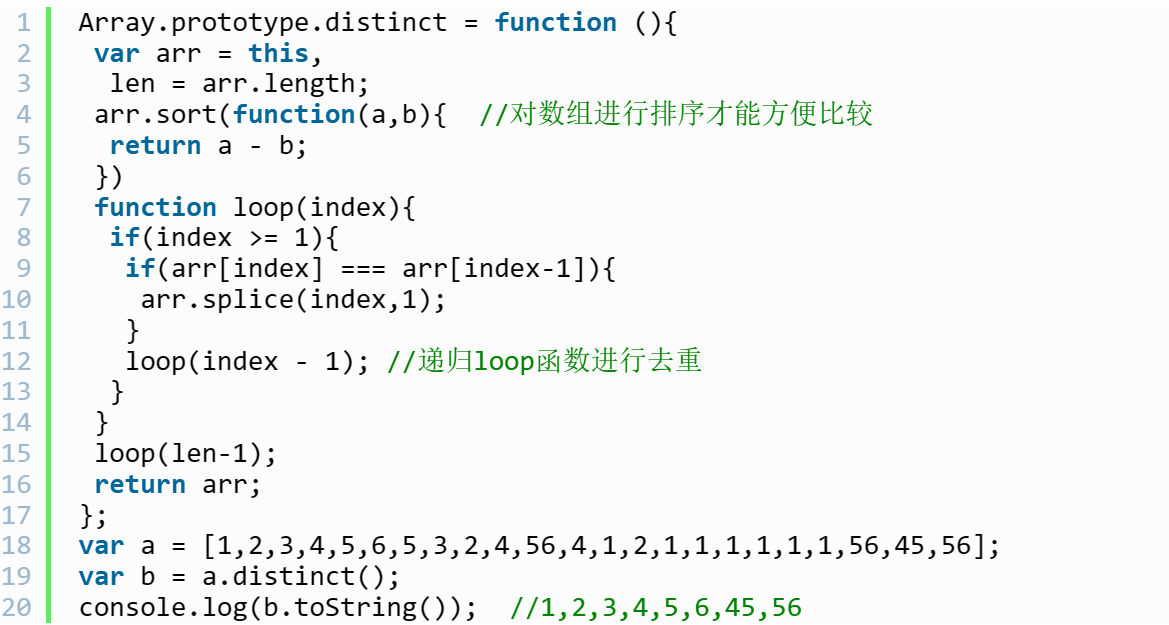 1 Array.prototype.distinct = function (){
2 var arr = this,
3 len = arr.length;
4 arr.sort(function(a,b){ //对数组进行排序才能方便比较
5 return a - b;
6 })
7 function loop(index){
8 if(index >= 1){
9 if(arr[index] === arr[index-1]){
10 arr.splice(index,1);
11 }
12 loop(index - 1); //递归loop函数进行去重
13 }
14 }
15 loop(len-1);
16 return arr;
17 };
18 var a = [1,2,3,4,5,6,5,3,2,4,56,4,1,2,1,1,1,1,1,1,56,45,56];
19 var b = a.distinct();
20 console.log(b.toString()); //1,2,3,4,5,6,45,56